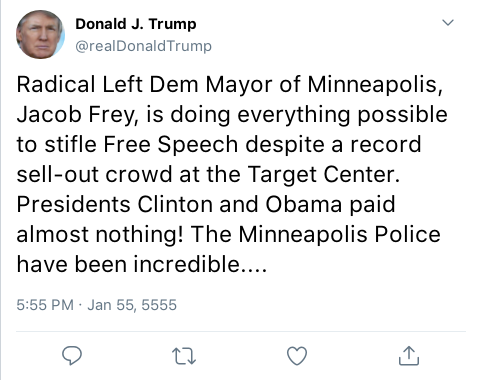 Donald J. Trump
@realDonaldTrump
Radical Left Dem Mayor of Minneapolis,
Jacob Frey, is doing everything possible
to stifle Free Speech despite a record
sell-out crowd at the Target Center.
Presidents Clinton and Obama paid
almost nothing! The Minneapolis Police
have been incredible....
5:55 PM · Jan 55, 5555